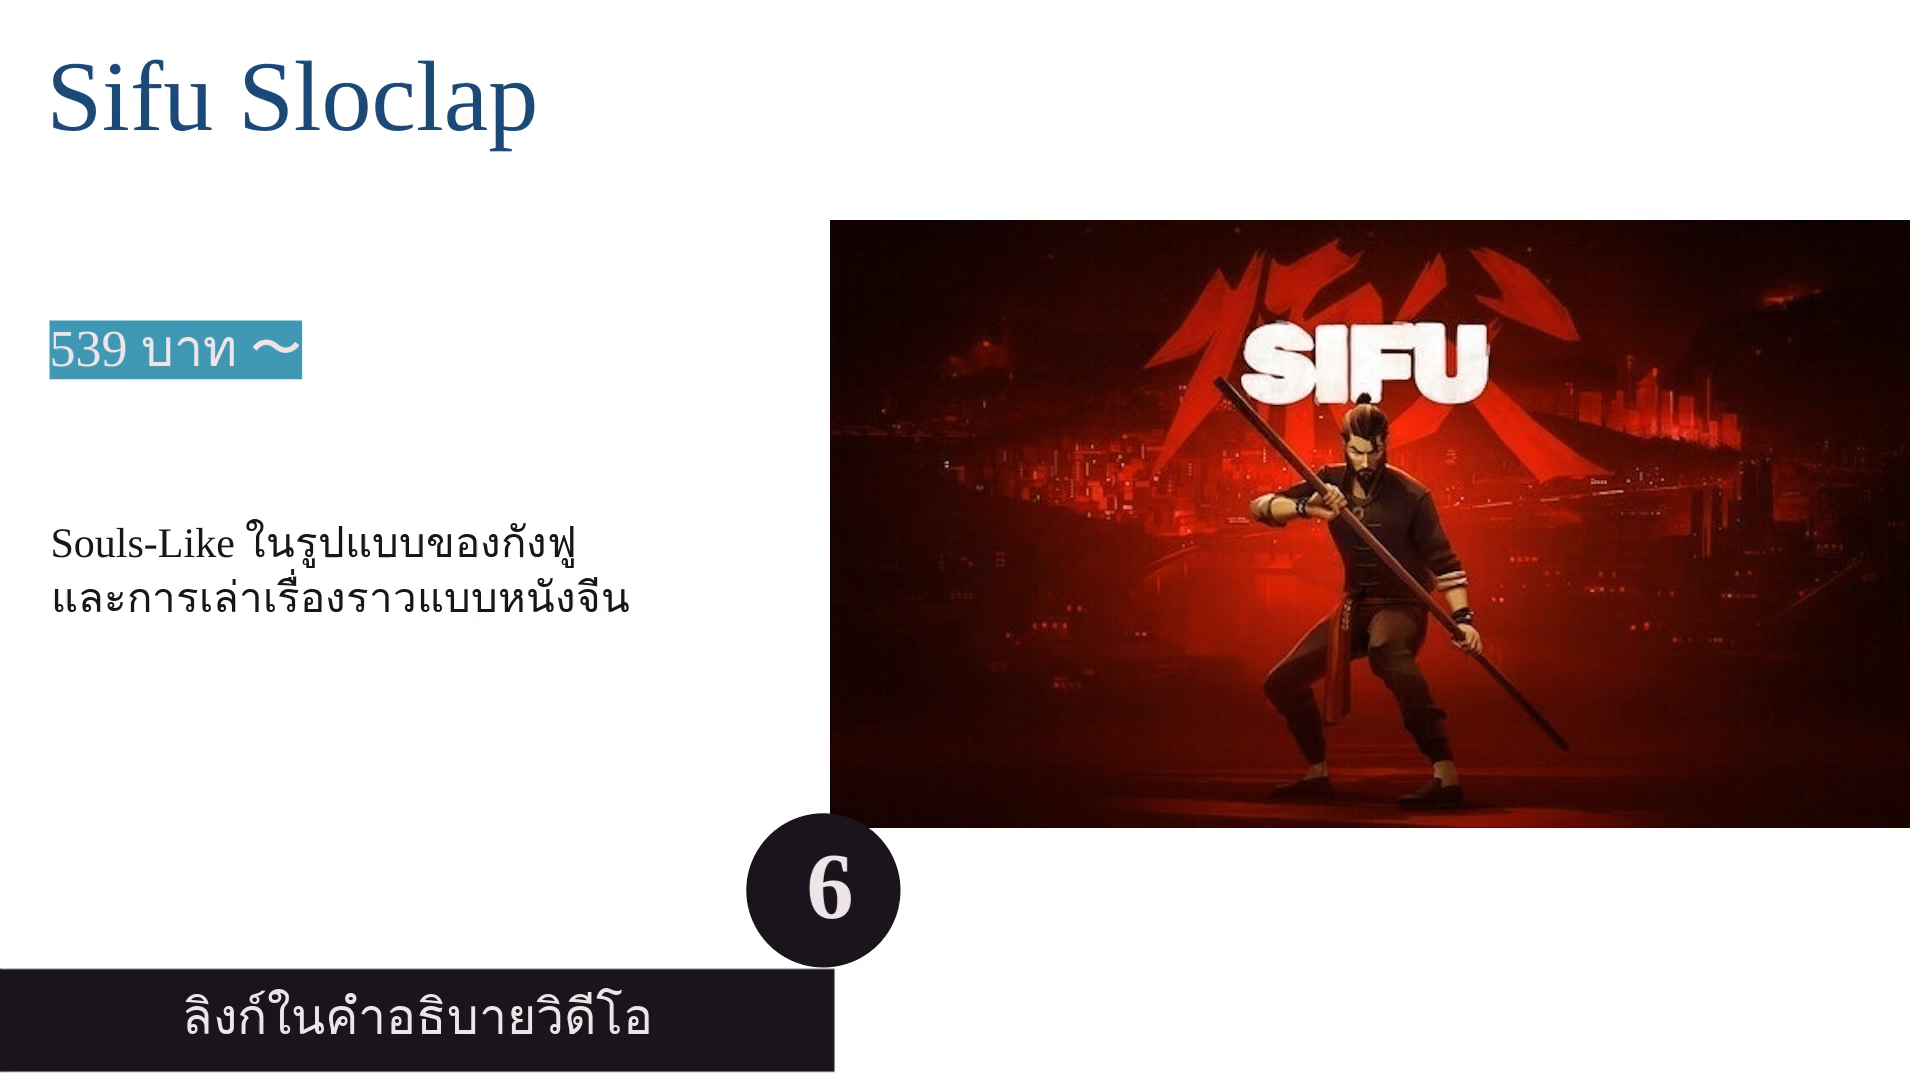 Sifu Sloclap
539 บาท ～
Souls-Like ในรูปแบบของกังฟู
และการเล่าเรื่องราวแบบหนังจีน
師父
SIFU
6
ลิงก์ในคำอธิบายวิดีโอ